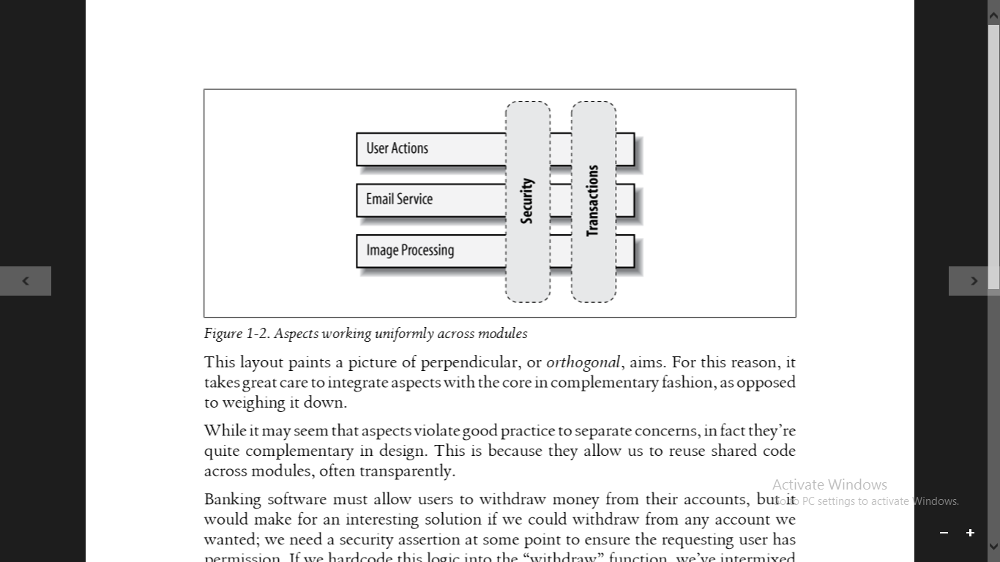 User Actions
Email Service
Image Processing
Security
Transactions
Figure 1-2. Aspects working uniformly across modules
This layout paints a picture of perpendicular, or orthogonal, aims. For this reason, it
takes great care to integrate aspects with the core in complementary fashion, as opposed
to weighing it down.
While it may seem that aspects violate good practice to separate concerns, in fact they're
quite complementary in design. This is because they allow us to reuse shared code
across modules, often transparently.
Banking software must allow users to withdraw money from their accounts, but it
would make for an interesting solution if we could withdraw from any account we
wanted; we need a security assertion at some point to ensure the requesting user has
permission. If we hardcode this logic into the “withdraw” function, we've intermixed
Activate Windows
Go to PC settings to activate Windows.